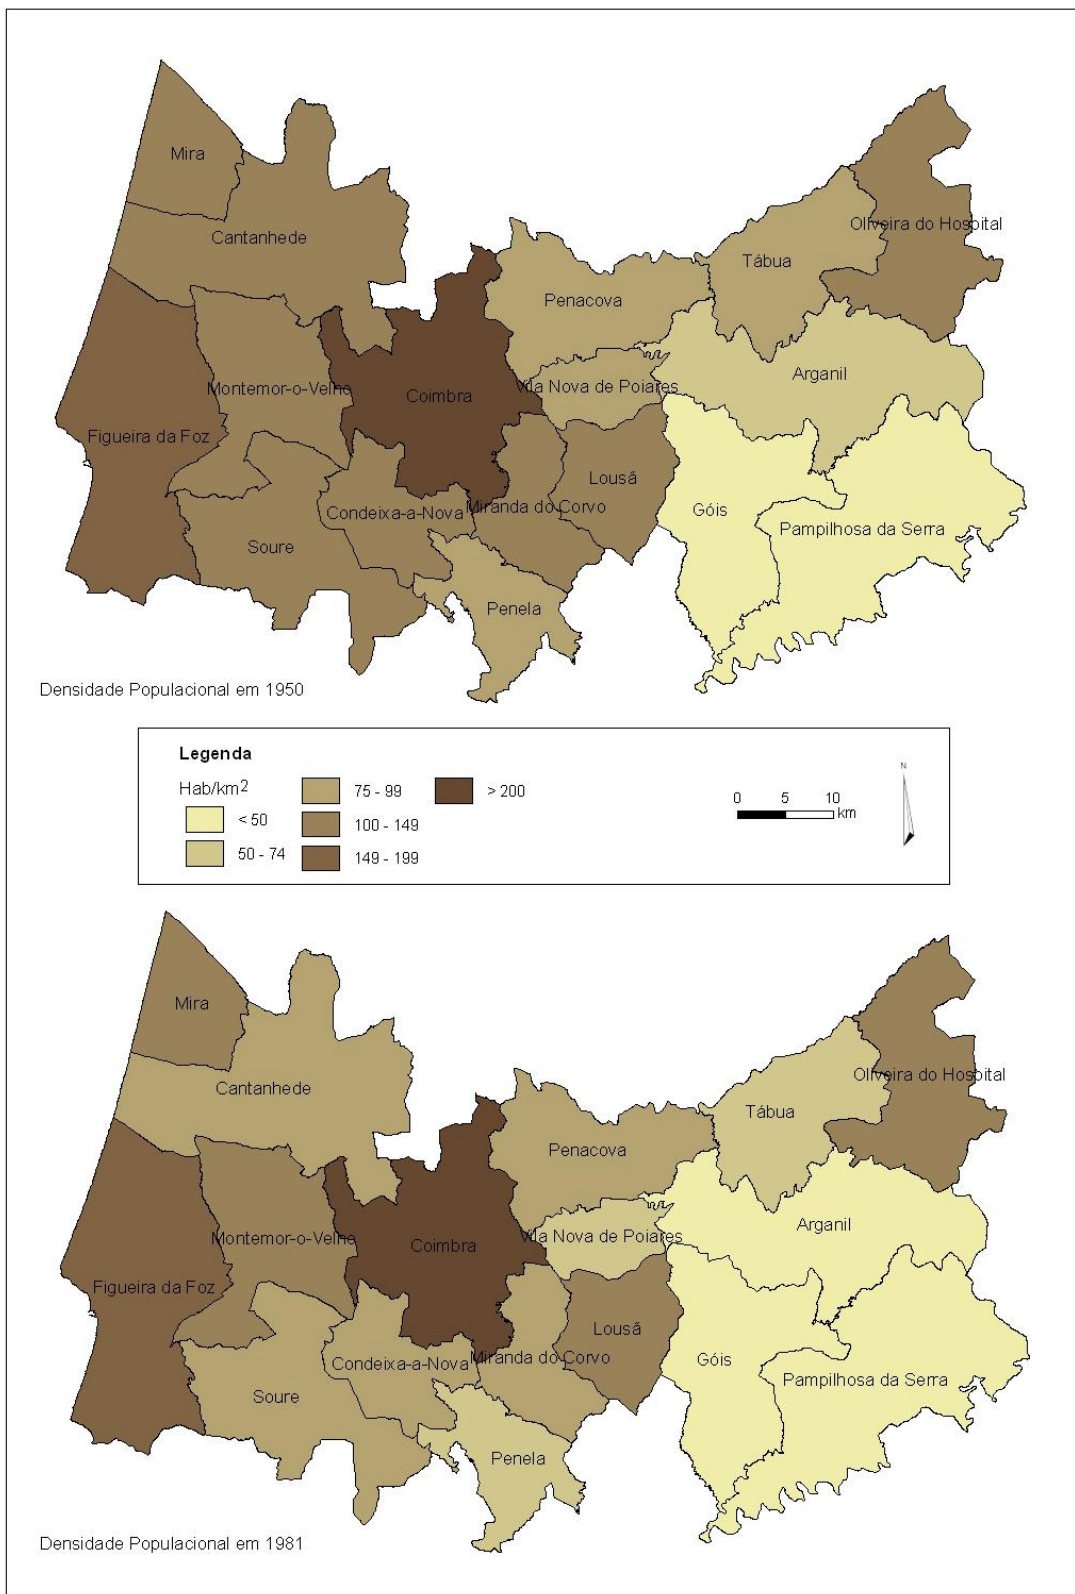 Mira
Cantanhede
Oliveira do Hospital
Tábua
Penacova
Arganil
Vila Nova de Poiares
Montemor-o-Velho
Coimbra
Figueira da Foz
Lousã
Condeixa-a-Nova
Miranda do Corvo
Góis
Pampilhosa da Serra
Soure
Penela
Densidade Populacional em 1950
Legenda
Hab/km2
< 50
50 - 74
75 - 99
100 - 149
149 - 199
> 200
0 5 10
km
N
Mira
Cantanhede
Oliveira do Hospital
Tábua
Penacova
Arganil
Vila Nova de Poiares
Montemor-o-Velho
Coimbra
Figueira da Foz
Lousã
Condeixa-a-Nova
Miranda do Corvo
Góis
Pampilhosa da Serra
Soure
Penela
Densidade Populacional em 1981